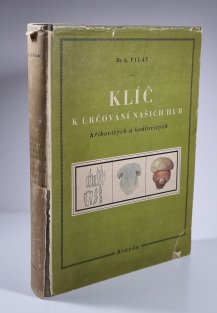 Dr A. PILÁT
KLÍČ
K URČOVÁNÍ NAŠICH HUB
hřibovitých a bedlovitých
Brázda